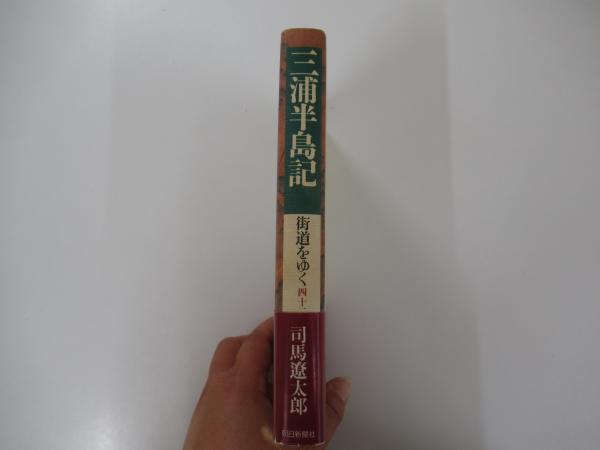 三浦半島記
街道をゆく 四十二
司馬遼太郎
朝日新聞社